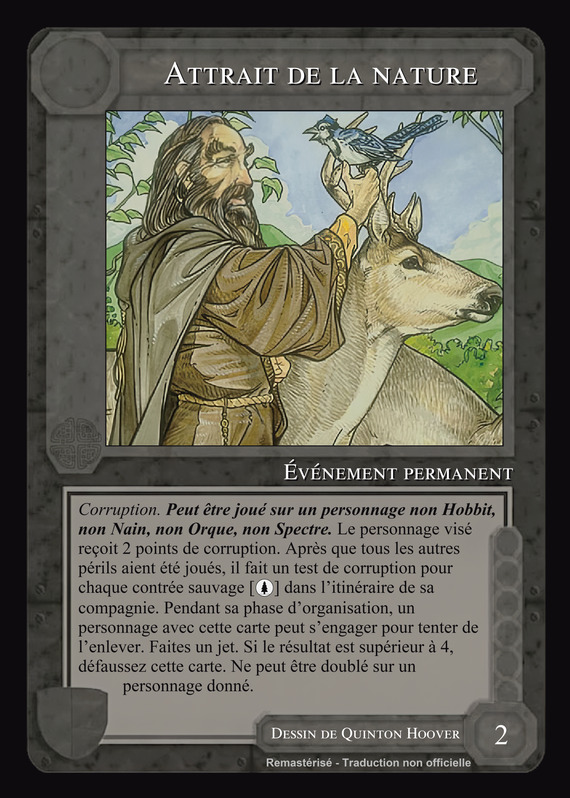 Attrait de la nature
Événement permanent
Corruption. Peut être joué sur un personnage non Hobbit,
non Nain, non Orque, non Spectre. Le personnage visé
reçoit 2 points de corruption. Après que tous les autres
périls aient été joués, il fait un test de corruption pour
chaque contrée sauvage [ ] dans l'itinéraire de sa
compagnie. Pendant sa phase d'organisation, un
personnage avec cette carte peut s'engager pour tenter de
l'enlever. Faites un jet. Si le résultat est supérieur à 4,
défaussez cette carte. Ne peut être doublé sur un
personnage donné.
Dessin de Quinton Hoover
2
Remastérisé - Traduction non officielle